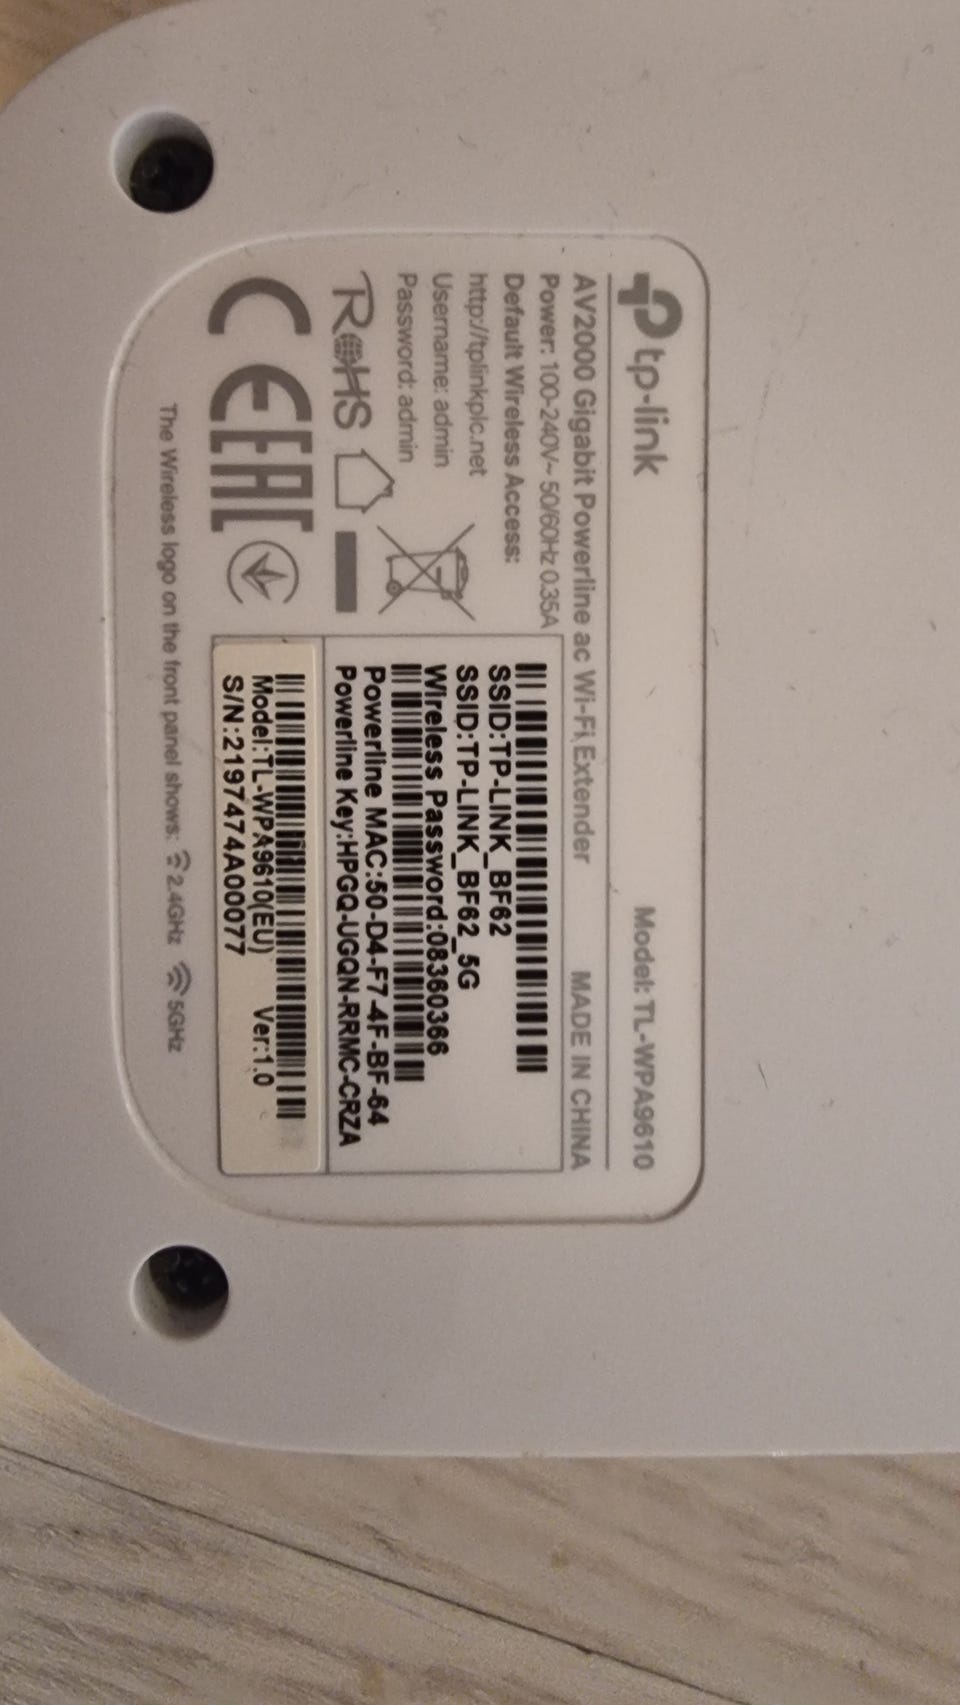 tp-link
Model: TL-WPA9610
AV2000 Gigabit Powerline ac Wi-Fi Extender
MADE IN CHINA
Power: 100-240V~ 50/60Hz 0.35A
Default Wireless Access:
http://tplinkplc.net
Username: admin
Password: admin
RoHS
CE EAC
SSID:TP-LINK_BF62
SSID:TP-LINK_BF62_5G
Wireless Password:08360366
Powerline MAC:50-D4-F7-4F-BF-64
Powerline Key:HPGQ-UGQN-RRMC-CRZA
Model:TL-WPA9610(EU) Ver:1.0
S/N:2197474A00077
The Wireless logo on the front panel shows: 2.4GHz 5GHz